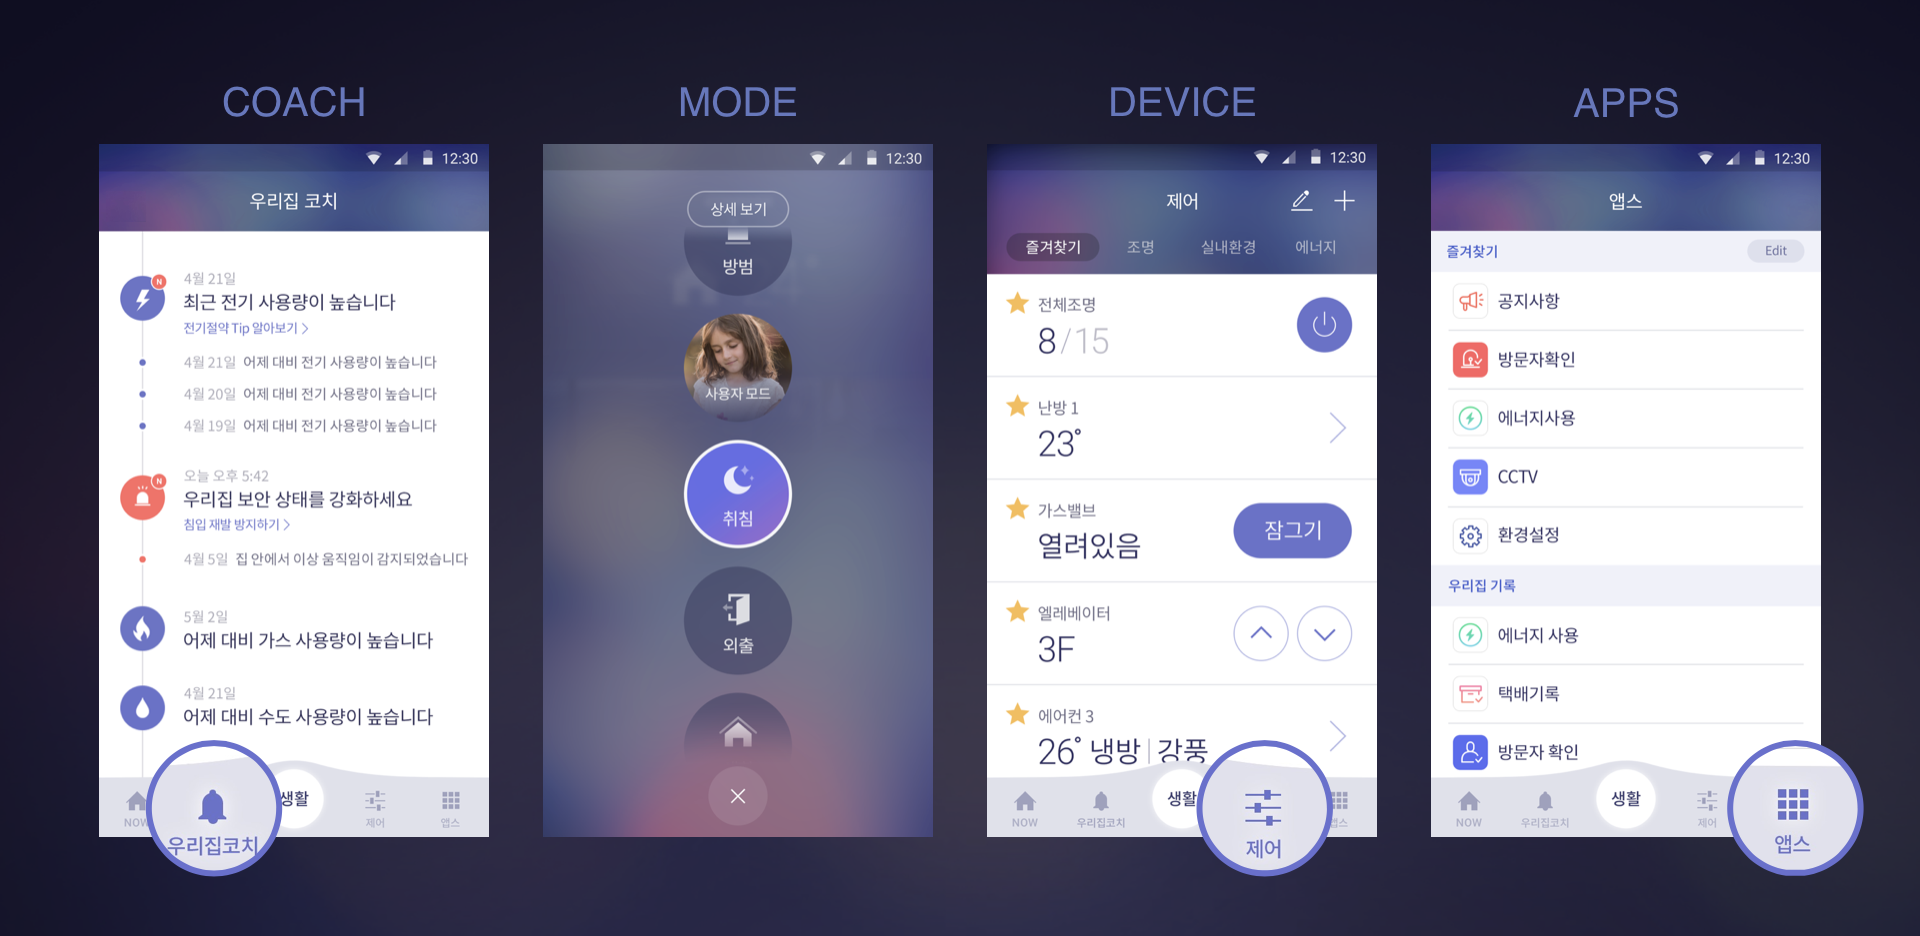 COACH
12:30
우리집 코치
4월 21일
N
최근 전기 사용량이 높습니다
전기절약 Tip 알아보기 >
4월 21일 어제 대비 전기 사용량이 높습니다
4월 20일 어제 대비 전기 사용량이 높습니다
4월 19일 어제 대비 전기 사용량이 높습니다
오늘 오후 5:42
N
우리집 보안 상태를 강화하세요
침입 재발 방지하기 >
4월 5일 집 안에서 이상 움직임이 감지되었습니다
5월 2일
어제 대비 가스 사용량이 높습니다
4월 21일
어제 대비 수도 사용량이 높습니다
NOW
우리집코치
생활
제어
앱스
MODE
12:30
상세 보기
방범
사용자 모드
취침
외출
DEVICE
12:30
제어
즐겨찾기 조명 실내환경 에너지
전체조명
8/15
난방 1
23°
가스밸브
열려있음
잠그기
엘레베이터
3F
에어컨 3
26° 냉방 | 강풍
NOW
우리집코치
생활
제어
앱스
APPS
12:30
앱스
즐겨찾기
Edit
공지사항
방문자확인
에너지사용
CCTV
환경설정
우리집 기록
에너지 사용
택배기록
방문자 확인
NOW
우리집코치
생활
제어
앱스